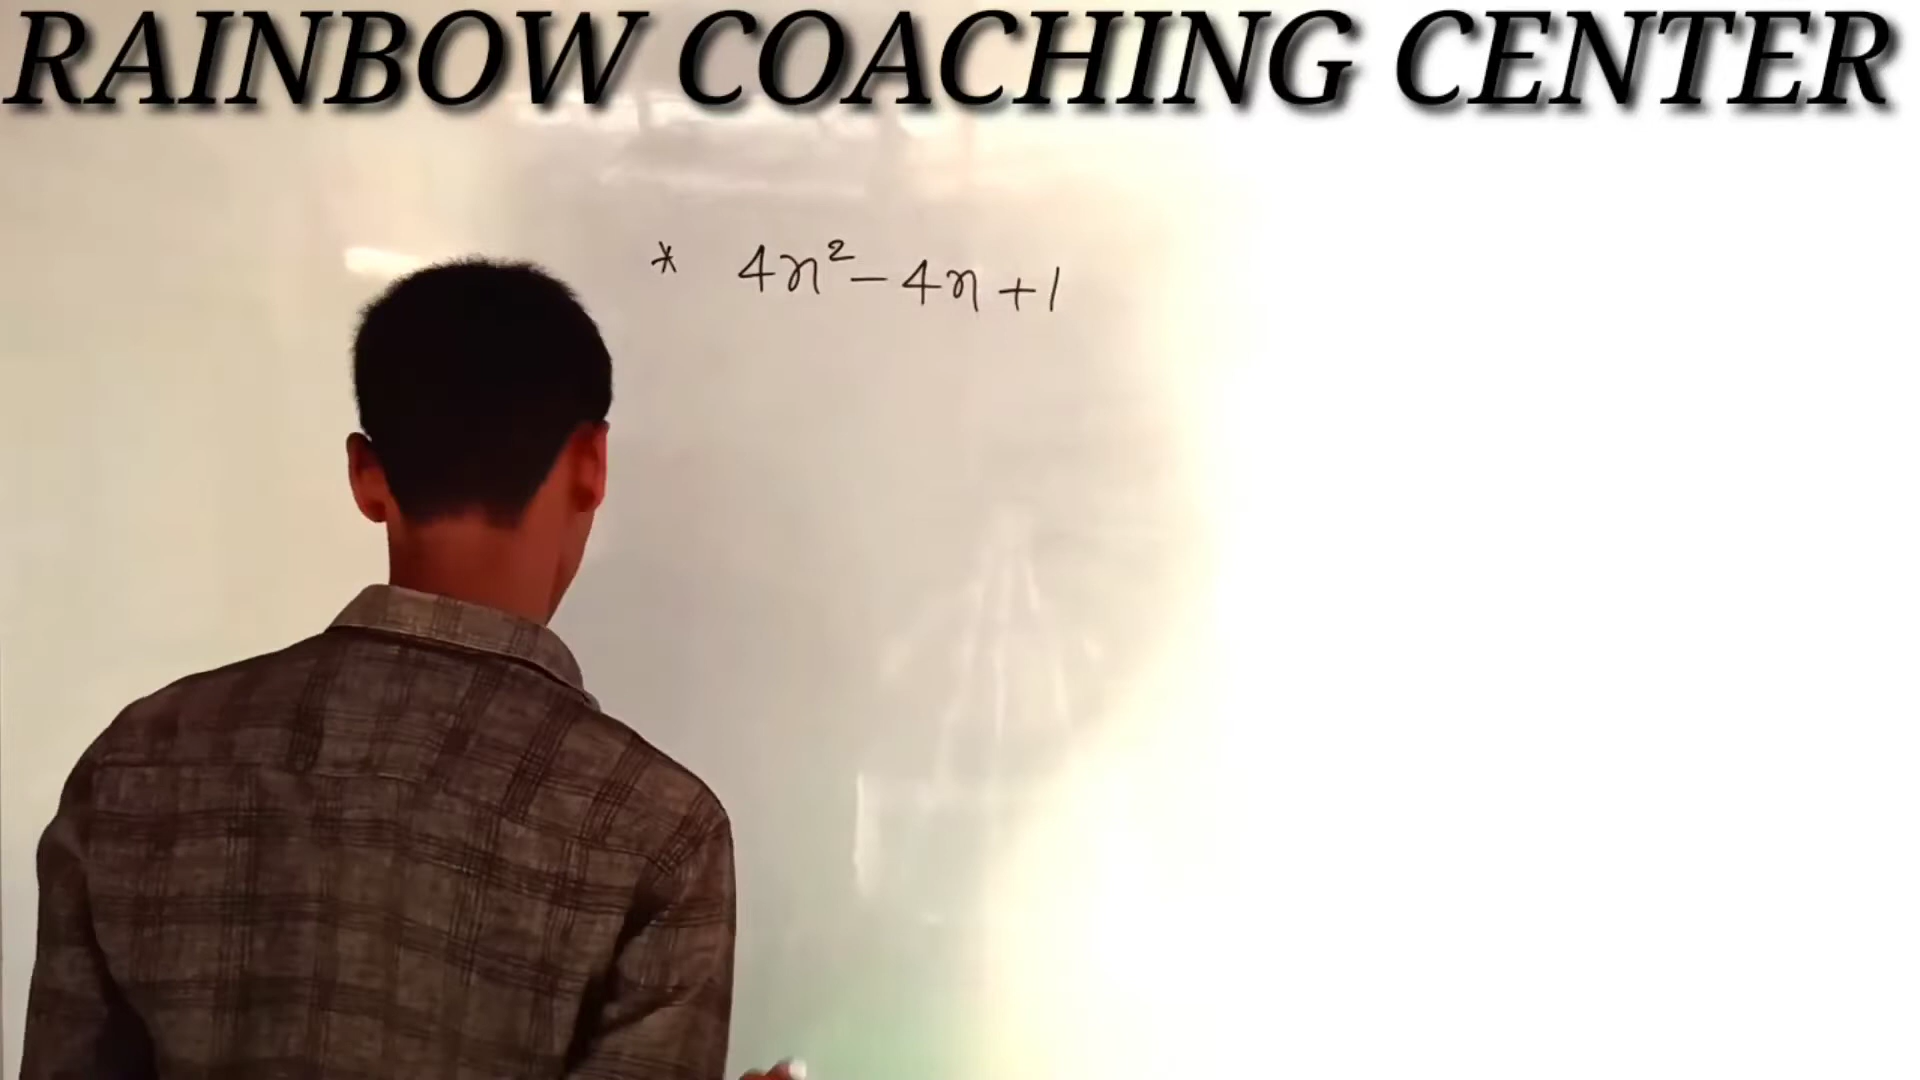 RAINBOW COACHING CENTER
* 4x² - 4x + 1